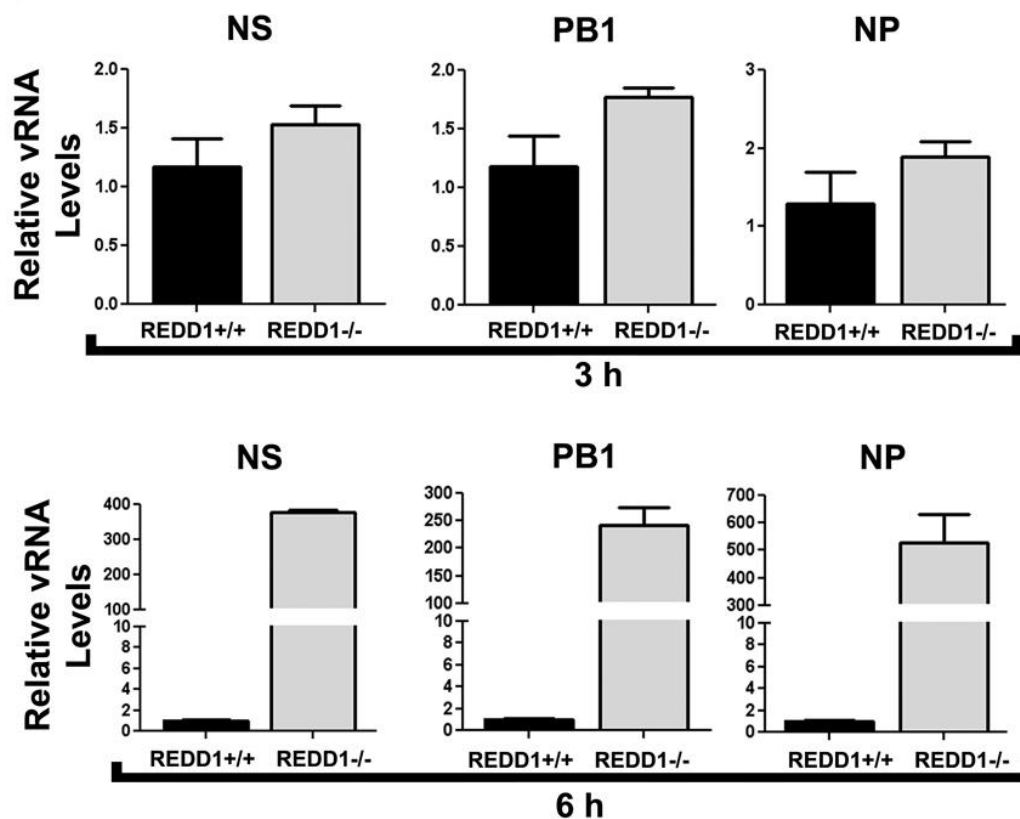 NS PB1 NP
Relative vRNA
Levels
2.0 2.0 3
1.5 1.5 2
1.0 1.0 1
0.5 0.5
0.0 0.0 0
REDD1+/+ REDD1-/- REDD1+/+ REDD1-/- REDD1+/+ REDD1-/-
3 h
NS PB1 NP
Relative vRNA
Levels
400 300 700
300 250 600
200 200 500
100 150 400
100 300
10 10 10
8 8 8
6 6 6
4 4 4
2 2 2
0 0 0
REDD1+/+ REDD1-/- REDD1+/+ REDD1-/- REDD1+/+ REDD1-/-
6 h